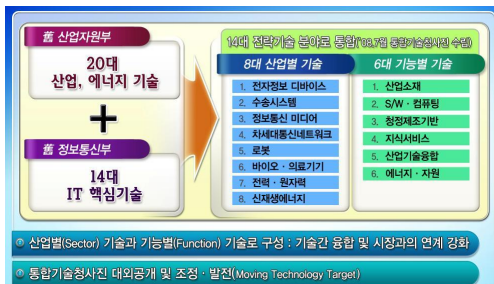 舊 산업자원부
20대
산업, 에너지 기술
+
舊 정보통신부
14대
IT 핵심기술
14대 전략기술 분야로 통합('08.7월 통합기술청사진 수립)
8대 산업별 기술
1. 전자정보 디바이스
2. 수송시스템
3. 정보통신 미디어
4. 차세대통신네트워크
5. 로봇
6. 바이오·의료기기
7. 전력·원자력
8. 신재생에너지
6대 기능별 기술
1. 산업소재
2. S/W·컴퓨팅
3. 청정제조기반
4. 지식서비스
5. 산업기술융합
6. 에너지·자원
① 산업별(Sector) 기술과 기능별(Function) 기술로 구성 : 기술간 융합 및 시장과의 연계 강화
① 통합기술청사진 대외공개 및 조정·발전(Moving Technology Target)